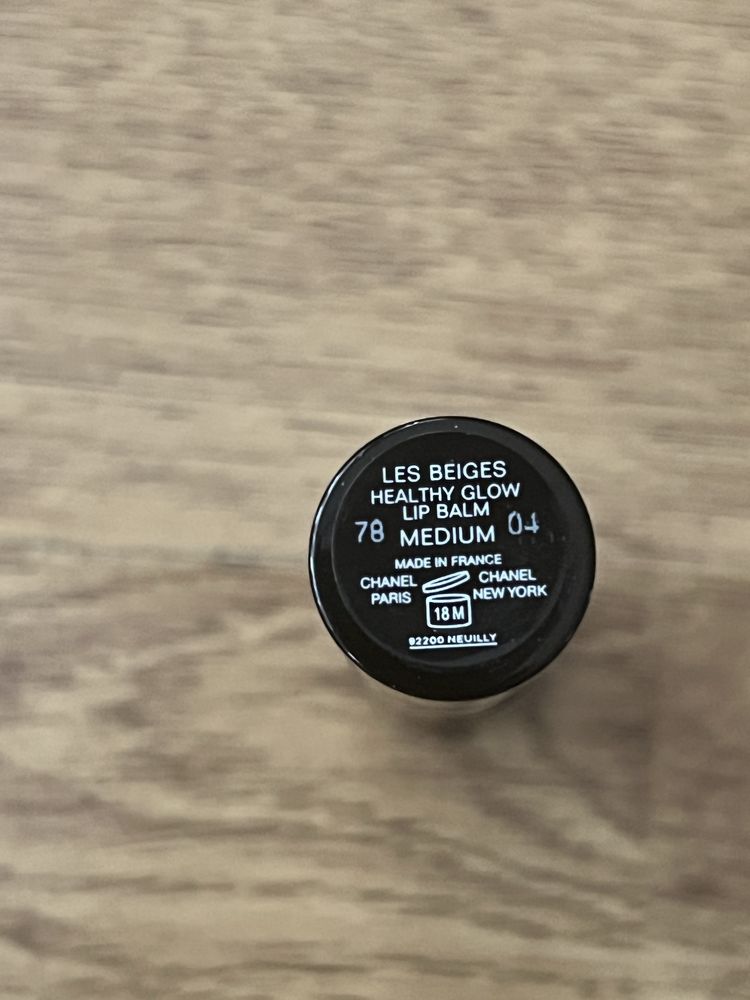 LES BEIGES
HEALTHY GLOW
LIP BALM
78 MEDIUM 04
MADE IN FRANCE
CHANEL CHANEL
PARIS NEW YORK
18 M
92200 NEUILLY